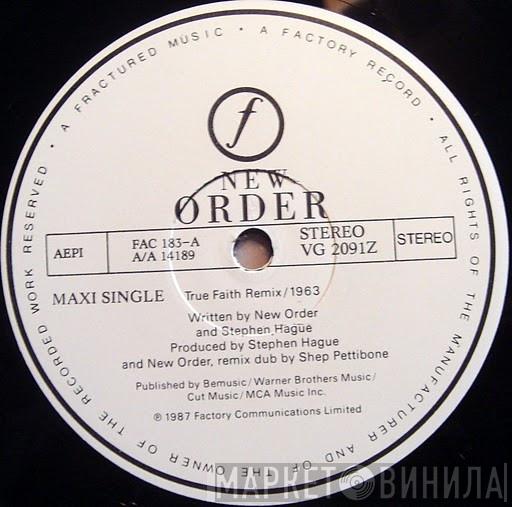 A FRACTURED MUSIC • A FACTORY RECORD • ALL RIGHTS OF THE MANUFACTURER AND OF THE OWNER OF THE RECORDED WORK RESERVED •
f
NEW
ORDER
AEPI
FAC 183-A
A/A 14189
STEREO
VG 2091Z
STEREO
MAXI SINGLE True Faith Remix/1963
Written by New Order
and Stephen Hague
Produced by Stephen Hague
and New Order, remix dub by Shep Pettibone
Published by Bemusic/Warner Brothers Music/
Cut Music/MCA Music Inc.
℗ 1987 Factory Communications Limited
МАРКЕТ ВИНИЛА